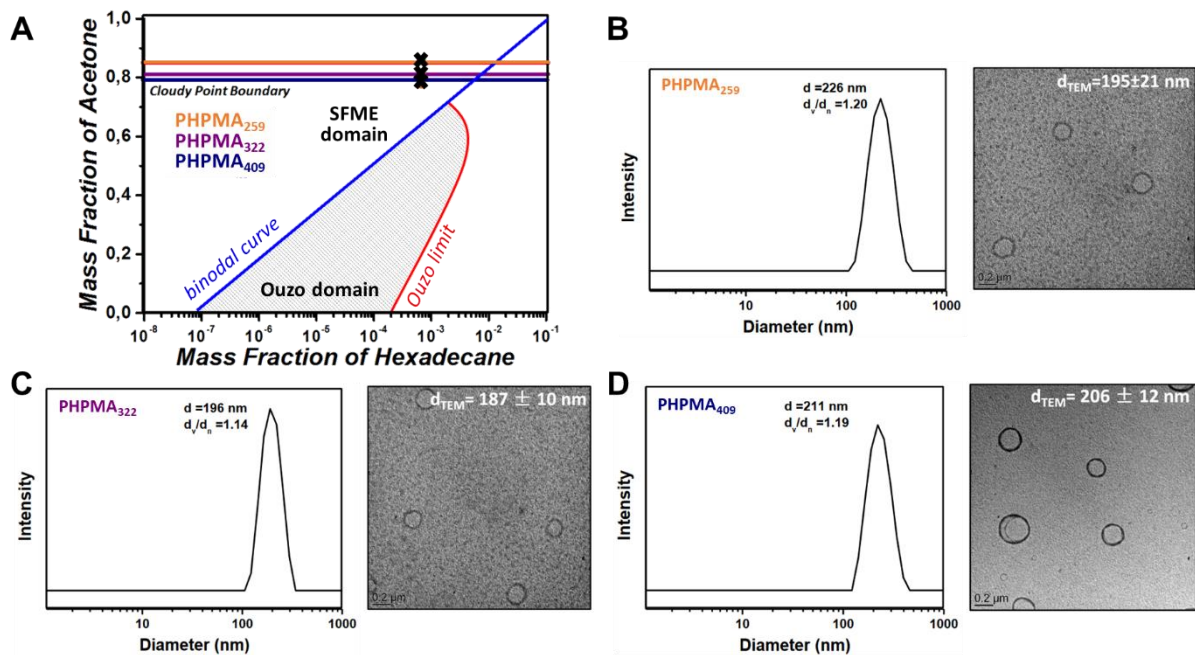 A
Mass Fraction of Acetone
1,0
0,8
0,6
0,4
0,2
0,0
Cloudy Point Boundary
PHPMA259
PHPMA322
PHPMA409
SFME
domain
binodal curve
Ouzo domain
Ouzo limit
10-8 10-7 10-6 10-5 10-4 10-3 10-2 10-1
Mass Fraction of Hexadecane
B
PHPMA259
d =226 nm
dv/dn =1.20
Intensity
10 100 1000
Diameter (nm)
dTEM=195±21 nm
0.2 µm
C
PHPMA322
d =196 nm
dv/dn =1.14
Intensity
10 100 1000
Diameter (nm)
dTEM= 187 ± 10 nm
0.2 µm
D
PHPMA409
d =211 nm
dv/dn =1.19
Intensity
10 100 1000
Diameter (nm)
dTEM= 206 ± 12 nm
0.2 µm